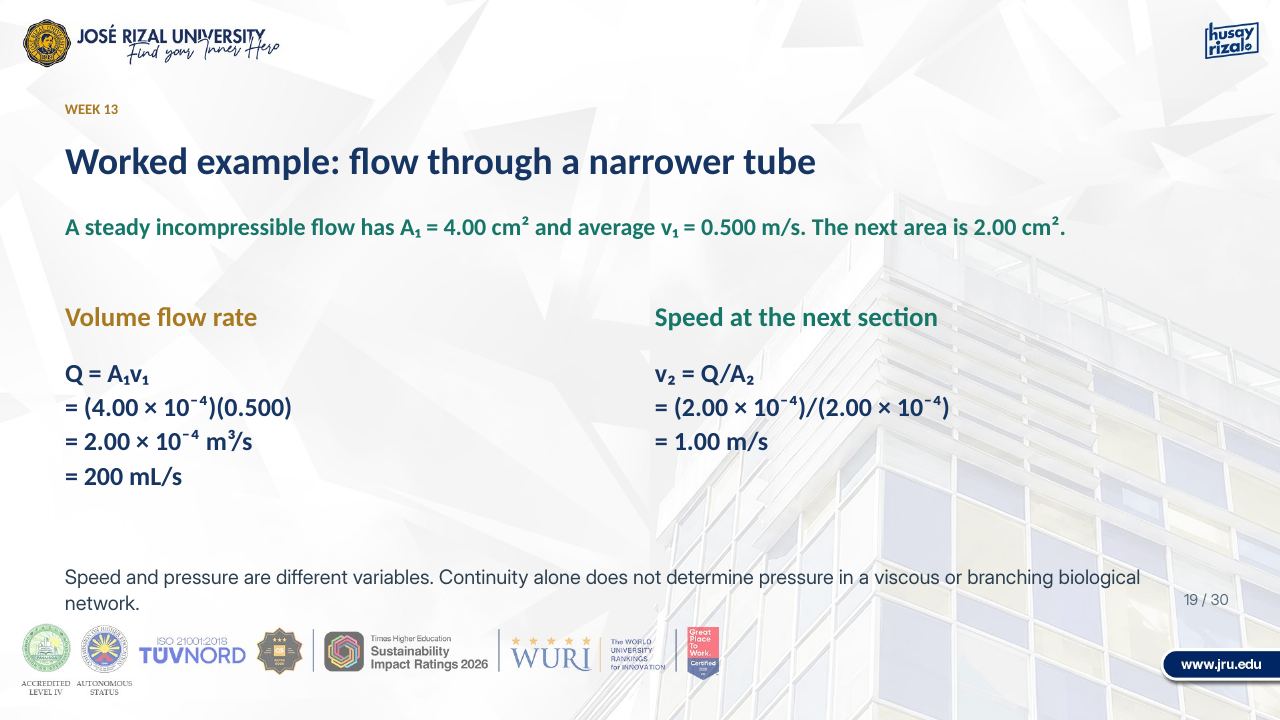 JOSÉ RIZAL UNIVERSITY
Find your Inner Hero
husay
rizal
WEEK 13
Worked example: flow through a narrower tube
A steady incompressible flow has A₁ = 4.00 cm² and average v₁ = 0.500 m/s. The next area is 2.00 cm².
Volume flow rate
Q = A₁v₁
= (4.00 × 10⁻⁴)(0.500)
= 2.00 × 10⁻⁴ m³/s
= 200 mL/s
Speed at the next section
v₂ = Q/A₂
= (2.00 × 10⁻⁴)/(2.00 × 10⁻⁴)
= 1.00 m/s
Speed and pressure are different variables. Continuity alone does not determine pressure in a viscous or branching biological
network.
19 / 30
ACCREDITED
LEVEL IV
AUTONOMOUS
STATUS
ISO 21001:2018
TÜVNORD
Times Higher Education
Sustainability
Impact Ratings 2026
WURI
The WORLD
UNIVERSITY
RANKINGS
for INNOVATION
Great
Place
To
Work.
Certified
www.jru.edu